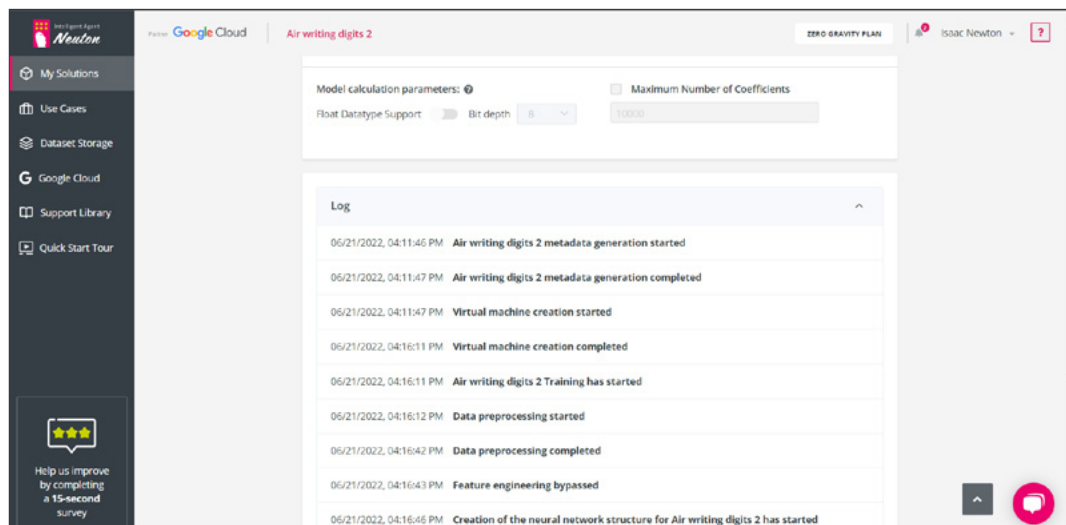 Intelligent Agent
Neuton
Partner Google Cloud
Air writing digits 2
ZERO GRAVITY PLAN
Isaac Newton
?
My Solutions
Use Cases
Dataset Storage
Google Cloud
Support Library
Quick Start Tour
Help us improve
by completing
a 15-second
survey
Model calculation parameters: ?
Maximum Number of Coefficients
Float Datatype Support Bit depth 8
10000
Log
06/21/2022, 04:11:46 PM Air writing digits 2 metadata generation started
06/21/2022, 04:11:47 PM Air writing digits 2 metadata generation completed
06/21/2022, 04:11:47 PM Virtual machine creation started
06/21/2022, 04:16:11 PM Virtual machine creation completed
06/21/2022, 04:16:11 PM Air writing digits 2 Training has started
06/21/2022, 04:16:12 PM Data preprocessing started
06/21/2022, 04:16:42 PM Data preprocessing completed
06/21/2022, 04:16:43 PM Feature engineering bypassed
06/21/2022, 04:16:46 PM Creation of the neural network structure for Air writing digits 2 has started